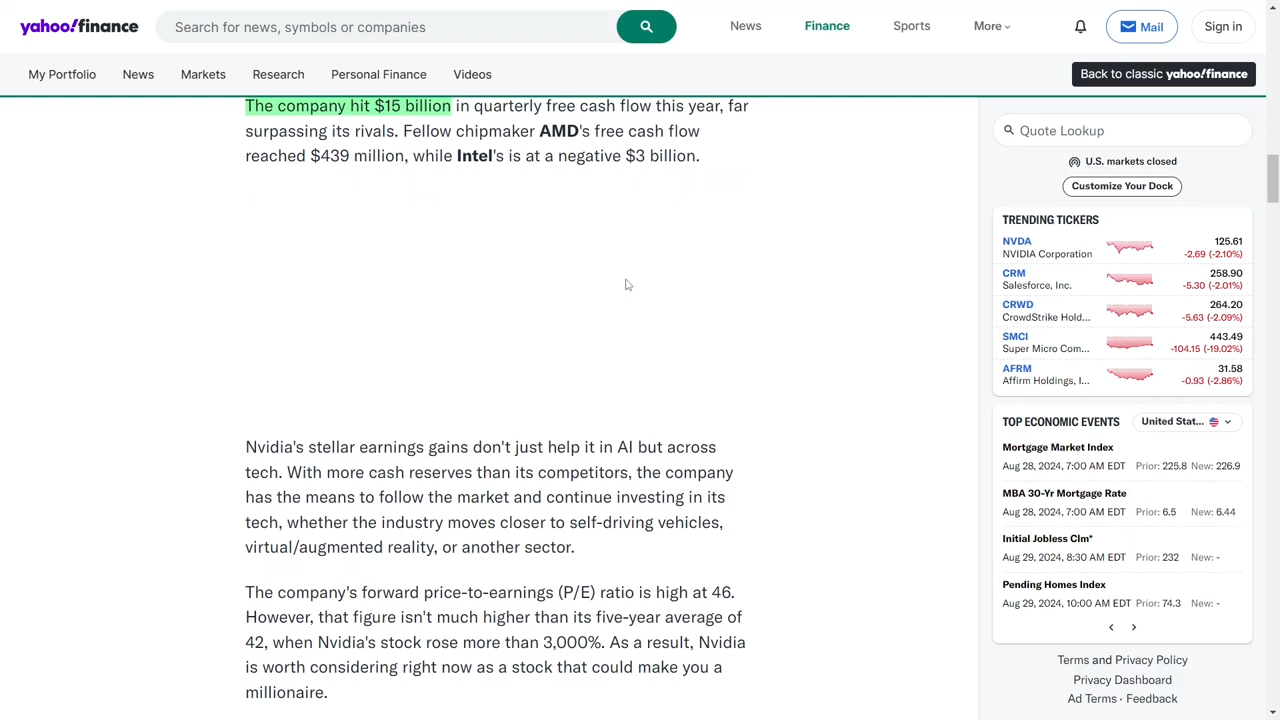 yahoo!finance
Search for news, symbols or companies
News Finance Sports More
Mail
Sign in
My Portfolio News Markets Research Personal Finance Videos
Back to classic yahoo!finance
The company hit $15 billion in quarterly free cash flow this year, far
surpassing its rivals. Fellow chipmaker AMD's free cash flow
reached $439 million, while Intel's is at a negative $3 billion.
Nvidia's stellar earnings gains don't just help it in AI but across
tech. With more cash reserves than its competitors, the company
has the means to follow the market and continue investing in its
tech, whether the industry moves closer to self-driving vehicles,
virtual/augmented reality, or another sector.
The company's forward price-to-earnings (P/E) ratio is high at 46.
However, that figure isn't much higher than its five-year average of
42, when Nvidia's stock rose more than 3,000%. As a result, Nvidia
is worth considering right now as a stock that could make you a
millionaire.
Quote Lookup
U.S. markets closed
Customize Your Dock
TRENDING TICKERS
NVDA 125.61
NVIDIA Corporation -2.69 (-2.10%)
CRM 258.90
Salesforce, Inc. -5.30 (-2.01%)
CRWD 264.20
CrowdStrike Hold... -5.63 (-2.09%)
SMCI 443.49
Super Micro Com... -104.15 (-19.02%)
AFRM 31.58
Affirm Holdings, I... -0.93 (-2.86%)
TOP ECONOMIC EVENTS United Stat...
Mortgage Market Index
Aug 28, 2024, 7:00 AM EDT Prior: 225.8 New: 226.9
MBA 30-Yr Mortgage Rate
Aug 28, 2024, 7:00 AM EDT Prior: 6.5 New: 6.44
Initial Jobless Clm*
Aug 29, 2024, 8:30 AM EDT Prior: 232 New: -
Pending Homes Index
Aug 29, 2024, 10:00 AM EDT Prior: 74.3 New: -
Terms and Privacy Policy
Privacy Dashboard
Ad Terms · Feedback